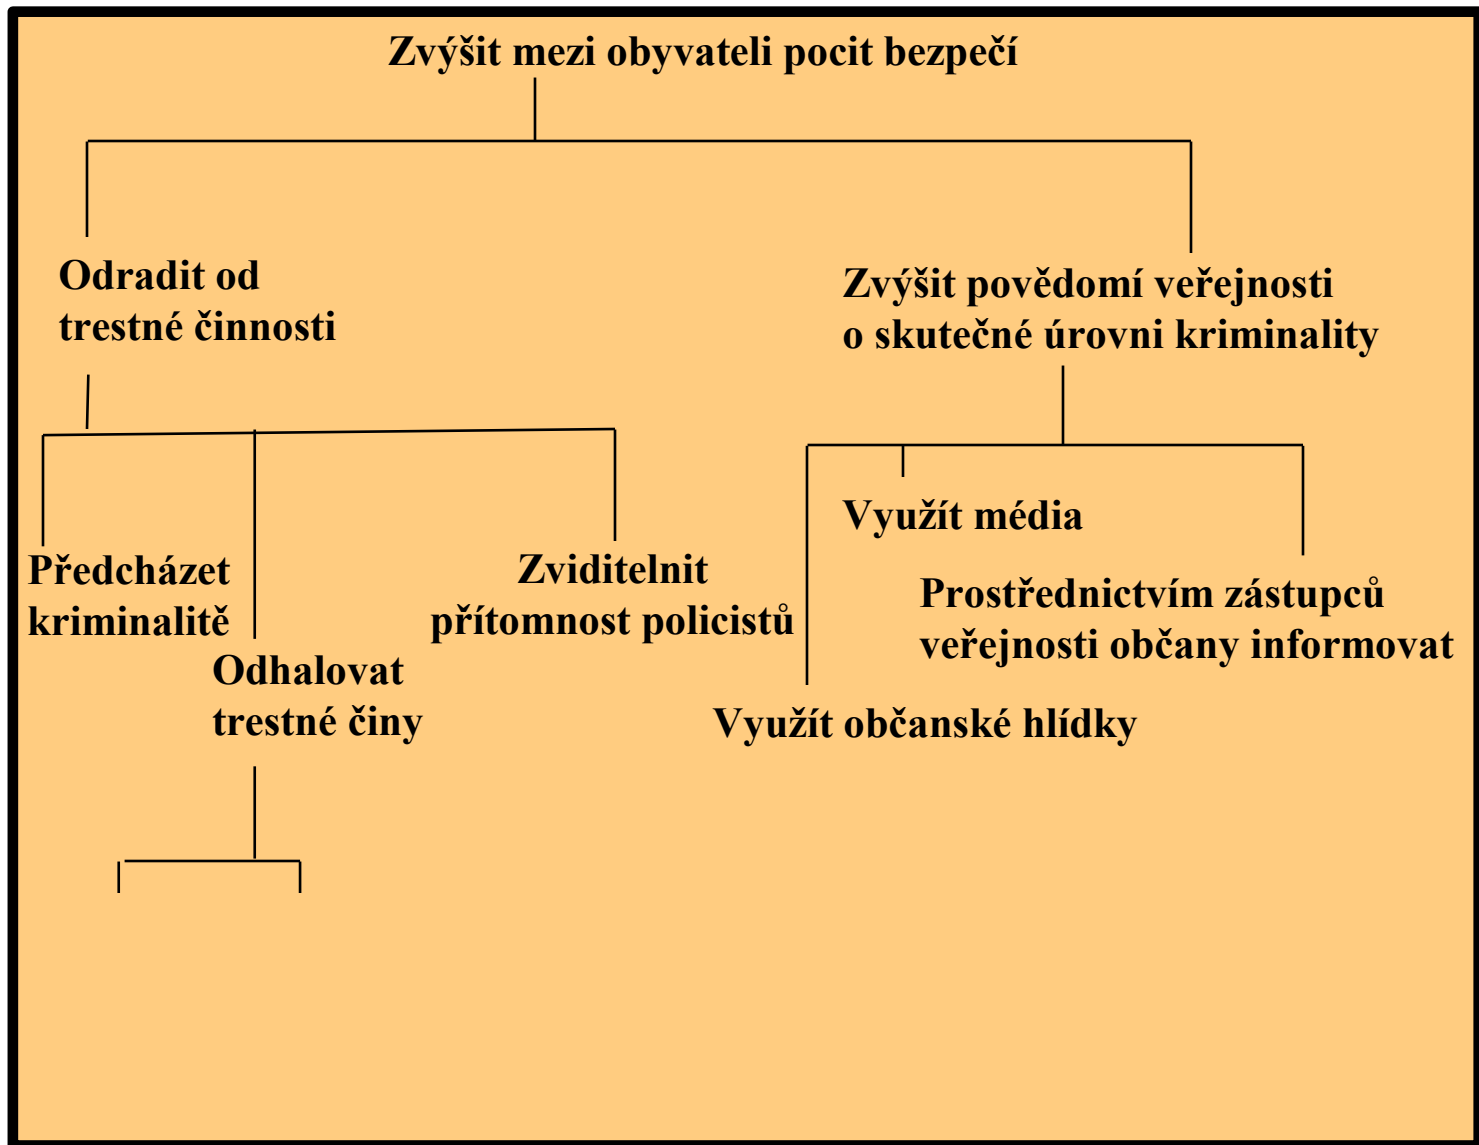 Zvýšit mezi obyvateli pocit bezpečí
Odradit od
trestné činnosti
Zvýšit povědomí veřejnosti
o skutečné úrovni kriminality
Předcházet
kriminalitě
Odhalovat
trestné činy
Zviditelnit
přítomnost policistů
Využít média
Prostřednictvím zástupců
veřejnosti občany informovat
Využít občanské hlídky